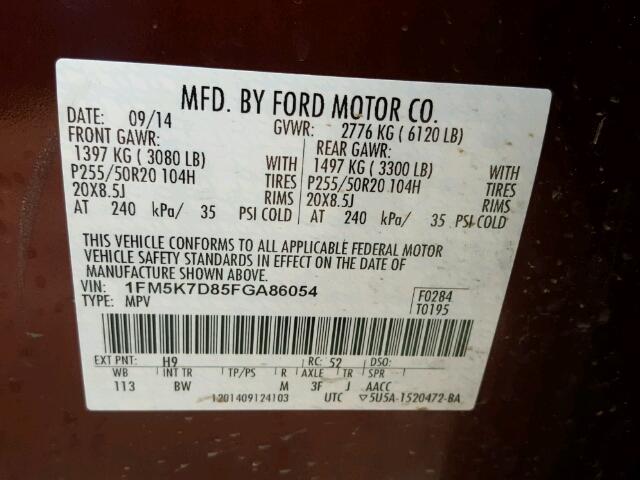 MFD. BY FORD MOTOR CO.
DATE: 09/14 GVWR: 2776 KG ( 6120 LB)
FRONT GAWR: REAR GAWR:
1397 KG ( 3080 LB) WITH 1497 KG ( 3300 LB) WITH
P255/50R20 104H TIRES P255/50R20 104H TIRES
20X8.5J RIMS 20X8.5J RIMS
AT 240 kPa/ 35 PSI COLD AT 240 kPa/ 35 PSI COLD
THIS VEHICLE CONFORMS TO ALL APPLICABLE FEDERAL MOTOR
VEHICLE SAFETY STANDARDS IN EFFECT ON THE DATE OF
MANUFACTURE SHOWN ABOVE.
VIN: 1FM5K7D85FGA86054 F0284
TYPE: MPV T0195
EXT PNT: H9 RC: 52 DSO:
WB INT TR TP/PS R AXLE TR SPR
113 BW M 3F J AACC
1201409124103 UTC ▽5U5A-1520472-BA